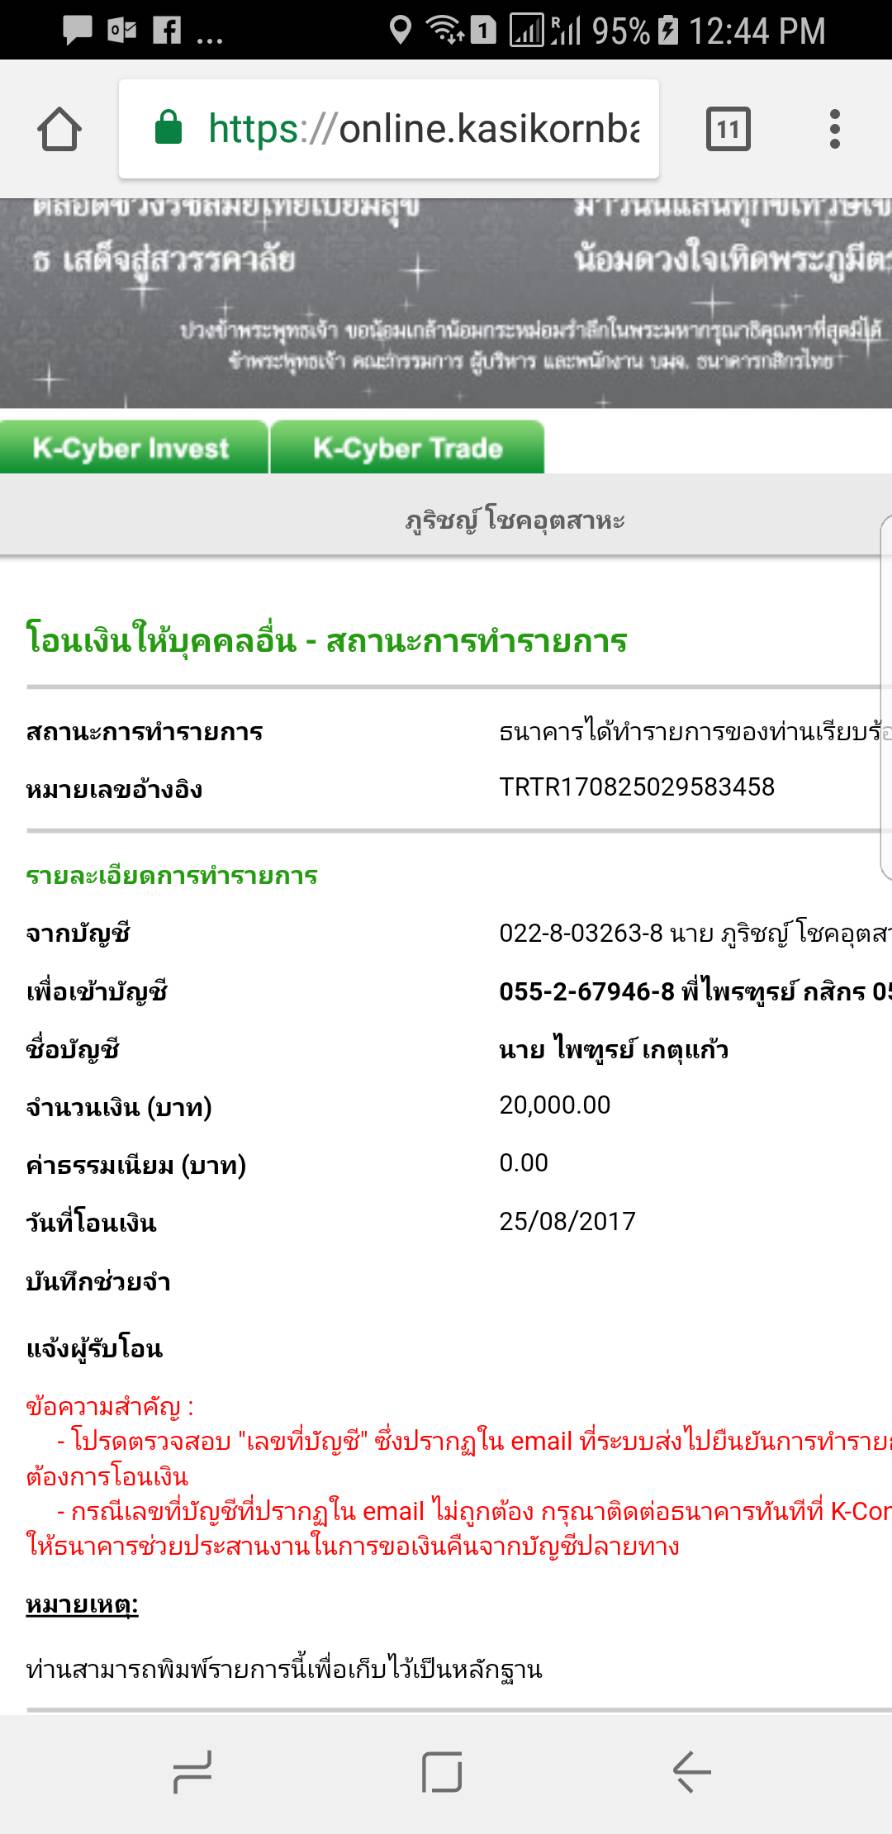 95% 12:44 PM
https://online.kasikornba
11
ตลอดช่วงรัชสมัยไทยเปี่ยมสุข
ธ เสด็จสู่สวรรคาลัย น้อมดวงใจเทิดพระภูมีตร
ปวงข้าพระพุทธเจ้า ขอน้อมเกล้าน้อมกระหม่อมรำลึกในพระมหากรุณาธิคุณหาที่สุดมิได้
ข้าพระพุทธเจ้า คณะกรรมการ ผู้บริหาร และพนักงาน บมจ. ธนาคารกสิกรไทย
K-Cyber Invest K-Cyber Trade
ภูริชญ์ โชคอุตสาหะ
โอนเงินให้บุคคลอื่น - สถานะการทำรายการ
สถานะการทำรายการ ธนาคารได้ทำรายการของท่านเรียบร้อ
หมายเลขอ้างอิง TRTR170825029583458
รายละเอียดการทำรายการ
จากบัญชี 022-8-03263-8 นาย ภูริชญ์ โชคอุตสา
เพื่อเข้าบัญชี 055-2-67946-8 พี่ไพรฑูรย์ กสิกร 05
ชื่อบัญชี นาย ไพฑูรย์ เกตุแก้ว
จำนวนเงิน (บาท) 20,000.00
ค่าธรรมเนียม (บาท) 0.00
วันที่โอนเงิน 25/08/2017
บันทึกช่วยจำ
แจ้งผู้รับโอน
ข้อความสำคัญ :
- โปรดตรวจสอบ "เลขที่บัญชี" ซึ่งปรากฏใน email ที่ระบบส่งไปยืนยันการทำราย
ต้องการโอนเงิน
- กรณีเลขที่บัญชีที่ปรากฏใน email ไม่ถูกต้อง กรุณาติดต่อธนาคารทันทีที่ K-Con
ให้ธนาคารช่วยประสานงานในการขอเงินคืนจากบัญชีปลายทาง
หมายเหตุ:
ท่านสามารถพิมพ์รายการนี้เพื่อเก็บไว้เป็นหลักฐาน